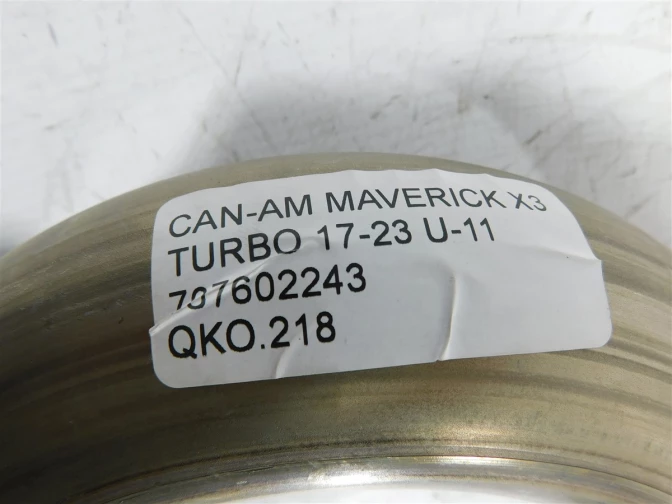 CAN-AM MAVERICK X3
TURBO 17-23 U-11
707602243
QKO.218